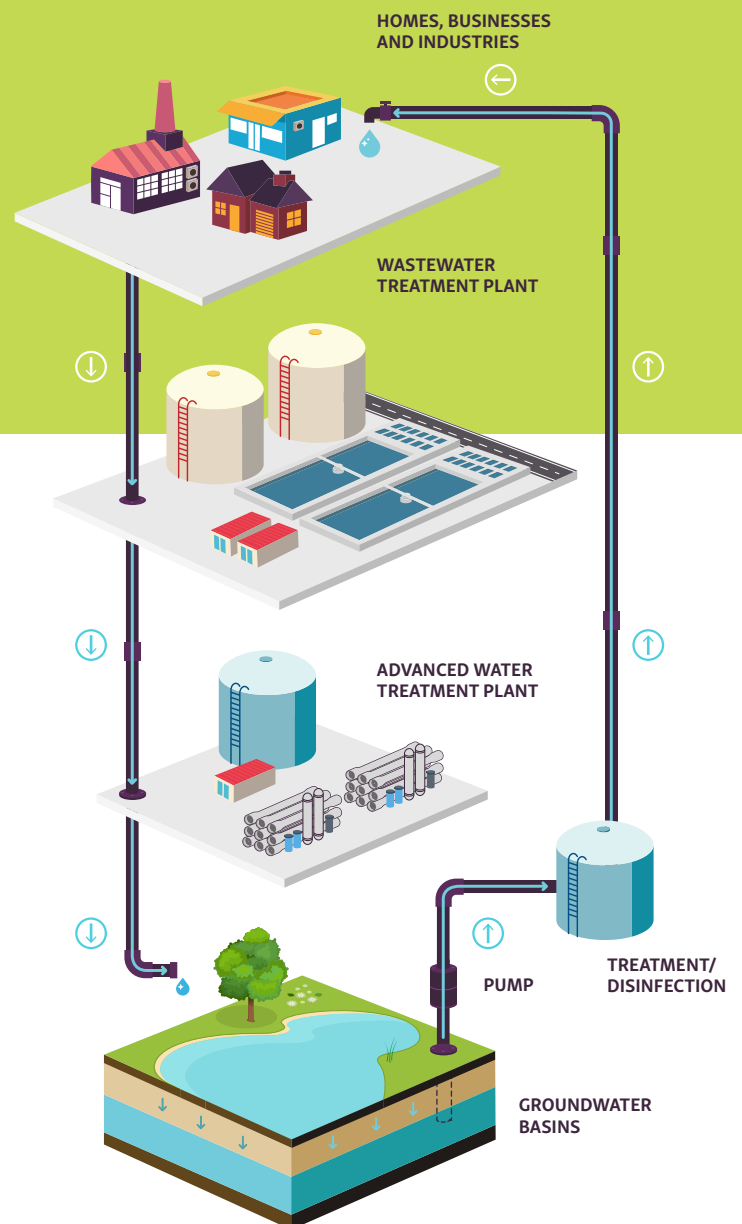 HOMES, BUSINESSES
AND INDUSTRIES
WASTEWATER
TREATMENT PLANT
ADVANCED WATER
TREATMENT PLANT
PUMP
TREATMENT/
DISINFECTION
GROUNDWATER
BASINS